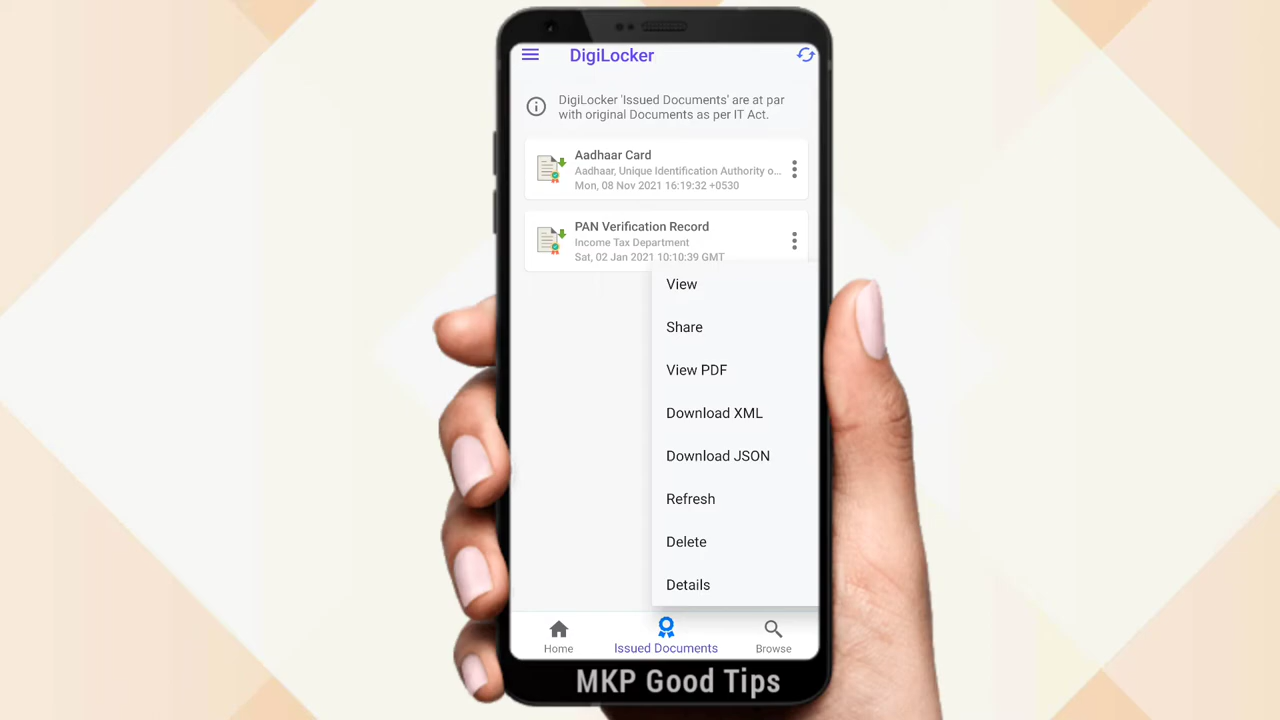 DigiLocker
DigiLocker 'Issued Documents' are at par
with original Documents as per IT Act.
Aadhaar Card
Aadhaar, Unique Identification Authority o...
Mon, 08 Nov 2021 16:19:32 +0530
PAN Verification Record
Income Tax Department
Sat, 02 Jan 2021 10:10:39 GMT
View
Share
View PDF
Download XML
Download JSON
Refresh
Delete
Details
Home
Issued Documents
Browse
MKP Good Tips